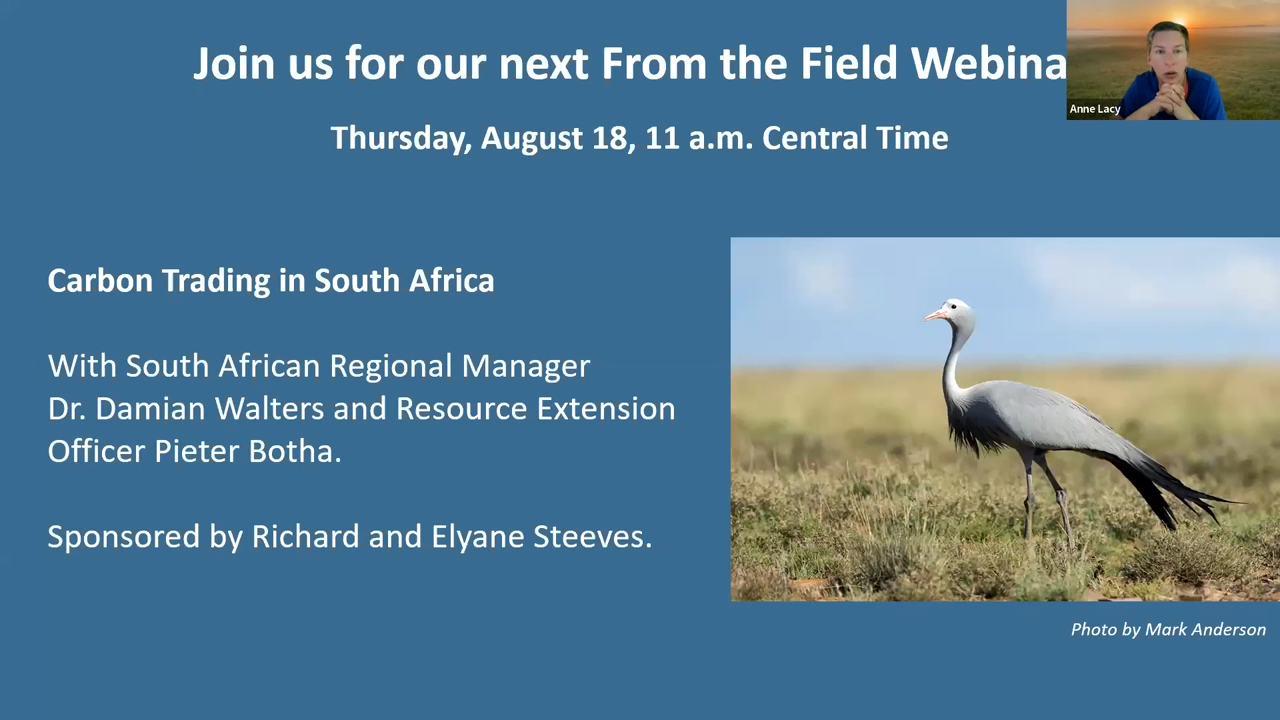 Join us for our next From the Field Webina
Anne Lacy
Thursday, August 18, 11 a.m. Central Time
Carbon Trading in South Africa
With South African Regional Manager
Dr. Damian Walters and Resource Extension
Officer Pieter Botha.
Sponsored by Richard and Elyane Steeves.
Photo by Mark Anderson